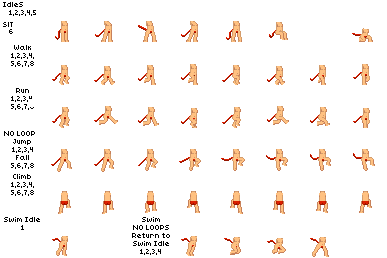 IdleS
1,2,3,4,5
SIT
6
Walk
1,2,3,4,
5,6,7,8
Run
1,2,3,
5,6,7,
NO LOOP
Jump
1,2,3,4
Fall
5,6,7,8
Climb
1,2,3,4,
5,6,7,8
Swim Idle
1
Swim
NO LOOPS
Return to
Swim Idle
1,2,3,4